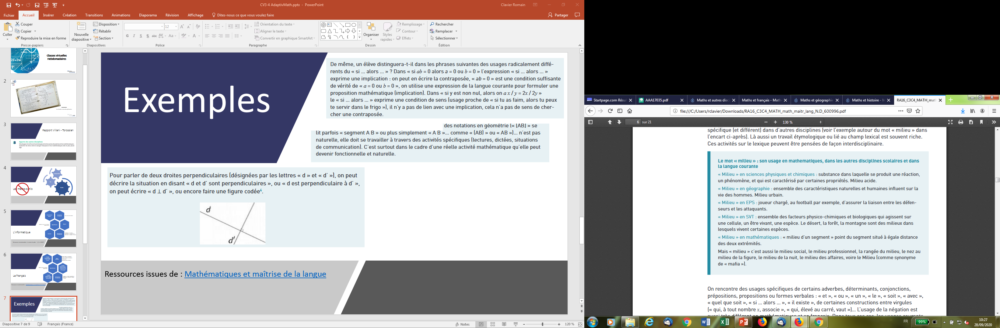 CV3-4 AdaptivMath.pptx - PowerPoint
Clavier Romain
Fichier
Accueil
Insérer
Création
Transitions
Animations
Diaporama
Révision
Affichage
Dites-nous ce que vous voulez faire
Partager
Coller
Couper
Copier
Reproduire la mise en forme
Presse-papiers
Nouvelle
diapositive
Disposition
Rétablir
Section
Diapositives
12
G I S S abc AV Aa A
Police
Orientation du texte
Aligner le texte
Convertir en graphique SmartArt
Paragraphe
Organiser
Styles
rapides
Remplissage
Contour
Effets
Dessin
Rechercher
Remplacer
Sélectionner
Édition
Classes virtuelles
Hebdomadaires
2ℓ+2w
2
3
Rapport Villani - Torossian
8
Apports des autres disciplines
4
Les maths-outils
5
L'informatique
6
Le français
7
Exemples
Exemples
De même, un élève distinguera-t-il dans les phrases suivantes des usages radicalement diffé-
rents du « si ... alors ... » ? Dans « si ab = 0 alors a = 0 ou b = 0 » l'expression « si ... alors ... »
exprime une implication : on peut en écrire la contraposée, « ab = 0 » est une condition suffisante
de vérité de « a = 0 ou b = 0 », on utilise une expression de la langue courante pour formuler une
proposition mathématique (implication). Dans « si y est non nul, alors on a x / y = 2x / 2y »
le « si ... alors ... » exprime une condition de sens (usage proche de « si tu as faim, alors tu peux
te servir dans le frigo »), il n'y a pas de lien avec une implication, cela n'a pas de sens de cher-
cher une contraposée.
des notations en géométrie (« [AB] » se
lit parfois « segment A B » ou plus simplement « A B »... comme « (AB) » ou « AB »)... n'est pas
naturelle, elle doit se travailler à travers des activités spécifiques (lectures, dictées, situations
de communication). C'est surtout dans le cadre d'une réelle activité mathématique qu'elle peut
devenir fonctionnelle et naturelle.
Pour parler de deux droites perpendiculaires (désignées par les lettres « d » et « d' »), on peut
décrire la situation en disant « d et d' sont perpendiculaires », ou « d est perpendiculaire à d' »,
on peut écrire « d ⊥ d' », ou encore faire une figure codée⁴.
d
d'
Ressources issues de : Mathématiques et maîtrise de la langue
Diapositive 7 de 9
Français (France)
Notes
120 %
Startpage.com Résul
AAA17035.pdf
Maths et autres disci
Maths et français - Math
Maths et géographie
Maths et histoire - M
RA16_C3C4_MATH_math
file:///C:/Users/rclavier/Downloads/RA16_C3C4_MATH_math_maitr_lang_N.D_600996.pdf
6 sur 21
130 %
spécifique (et différent) dans d'autres disciplines (voir l'exemple autour du mot « milieu » dans
l'encart ci-après). Là aussi un travail étymologique ou lié au champ lexical est souvent riche.
Ces activités sur le lexique peuvent être pensées de façon interdisciplinaire.
Le mot « milieu » : son usage en mathematiques, dans les autres disciplines scolaires et dans
la langue courante
« Milieu » en sciences physiques et chimiques : substance dans laquelle se produit une réaction,
un phénomène, et qui est caractérisé par certaines propriétés. Milieu acide.
« Milieu » en géographie : ensemble des caractéristiques naturelles et humaines influent sur la
vie des hommes. Milieu urbain.
« Milieu » en EPS : joueur chargé, au football par exemple, d'assurer la liaison entre les défen-
seurs et les attaquants.
« Milieu » en SVT : ensemble des facteurs physico-chimiques et biologiques qui agissent sur
une cellule, un être vivant, une espèce. Le désert, la forêt, la montagne sont des milieux dans
lesquels vivent certaines espèces.
« Milieu » en mathématiques : « milieu d'un segment » point du segment situé à égale distance
des deux extrémités.
Mais « milieu » c'est aussi le milieu social, le milieu professionnel, la rangée du milieu, le nez au
milieu de la figure, le milieu de la nuit, le milieu des affaires, voire le Milieu (comme synonyme
de « mafia »).
On rencontre des usages spécifiques de certains adverbes, déterminants, conjonctions,
prépositions, propositions ou formes verbales : « et », « ou », « un », « le », « soit », « avec »,
« quel que soit », « si ... alors ... », « il existe », de certaines constructions entre virgules
(« qui, à tout nombre x, associe », « qui, élevé au carré, vaut »)... L'usage de la négation est
FR
99%
10:27
28/09/2020